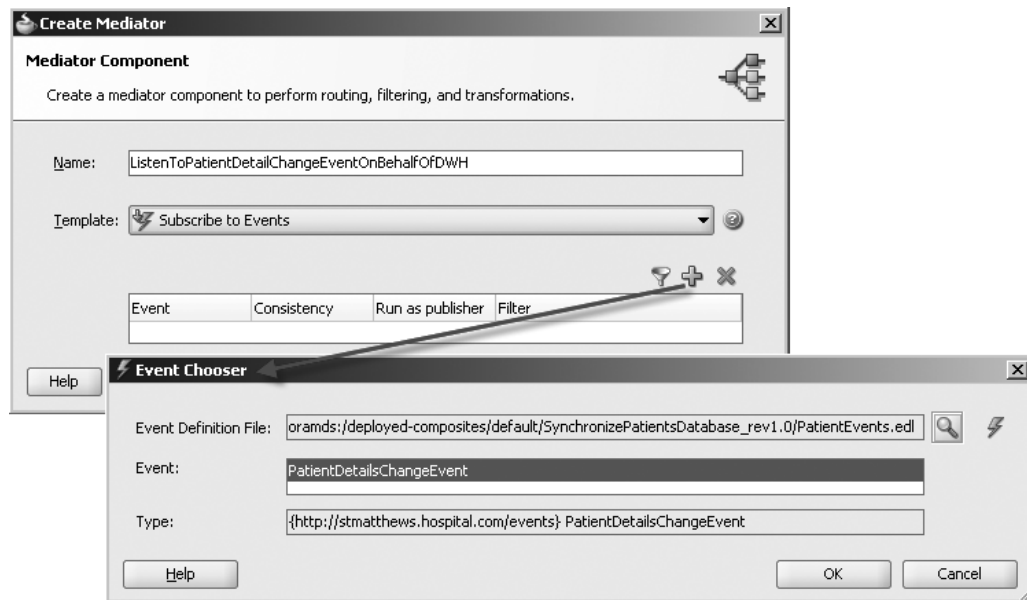 Create Mediator
Mediator Component
Create a mediator component to perform routing, filtering, and transformations.
Name: ListenToPatientDetailChangeEventOnBehalfOfDWH
Template: Subscribe to Events
Event Consistency Run as publisher Filter
Help
Event Chooser
Event Definition File: oramds:/deployed-composites/default/SynchronizePatientsDatabase_rev1.0/PatientEvents.edl
Event: PatientDetailsChangeEvent
Type: {http://stmatthews.hospital.com/events} PatientDetailsChangeEvent
Help OK Cancel